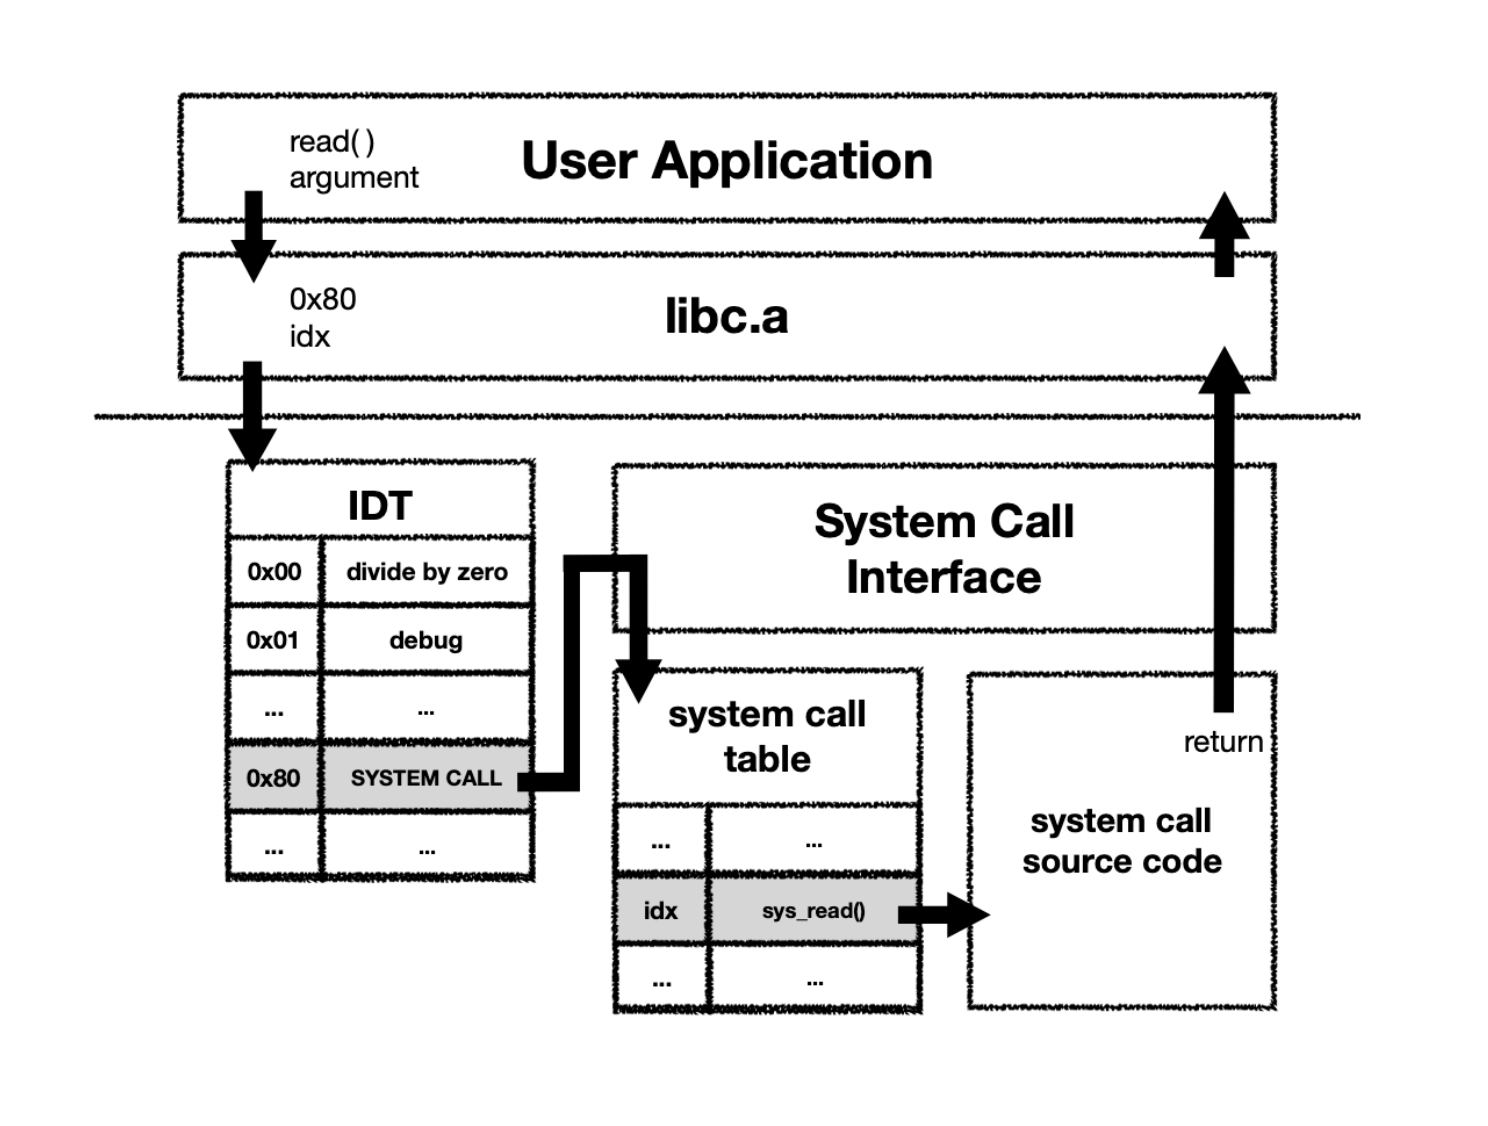 read( )
argument
User Application
0x80
idx
libc.a
IDT
0x00 divide by zero
0x01 debug
... ...
0x80 SYSTEM CALL
... ...
System Call
Interface
system call
table
... ...
idx sys_read()
... ...
return
system call
source code